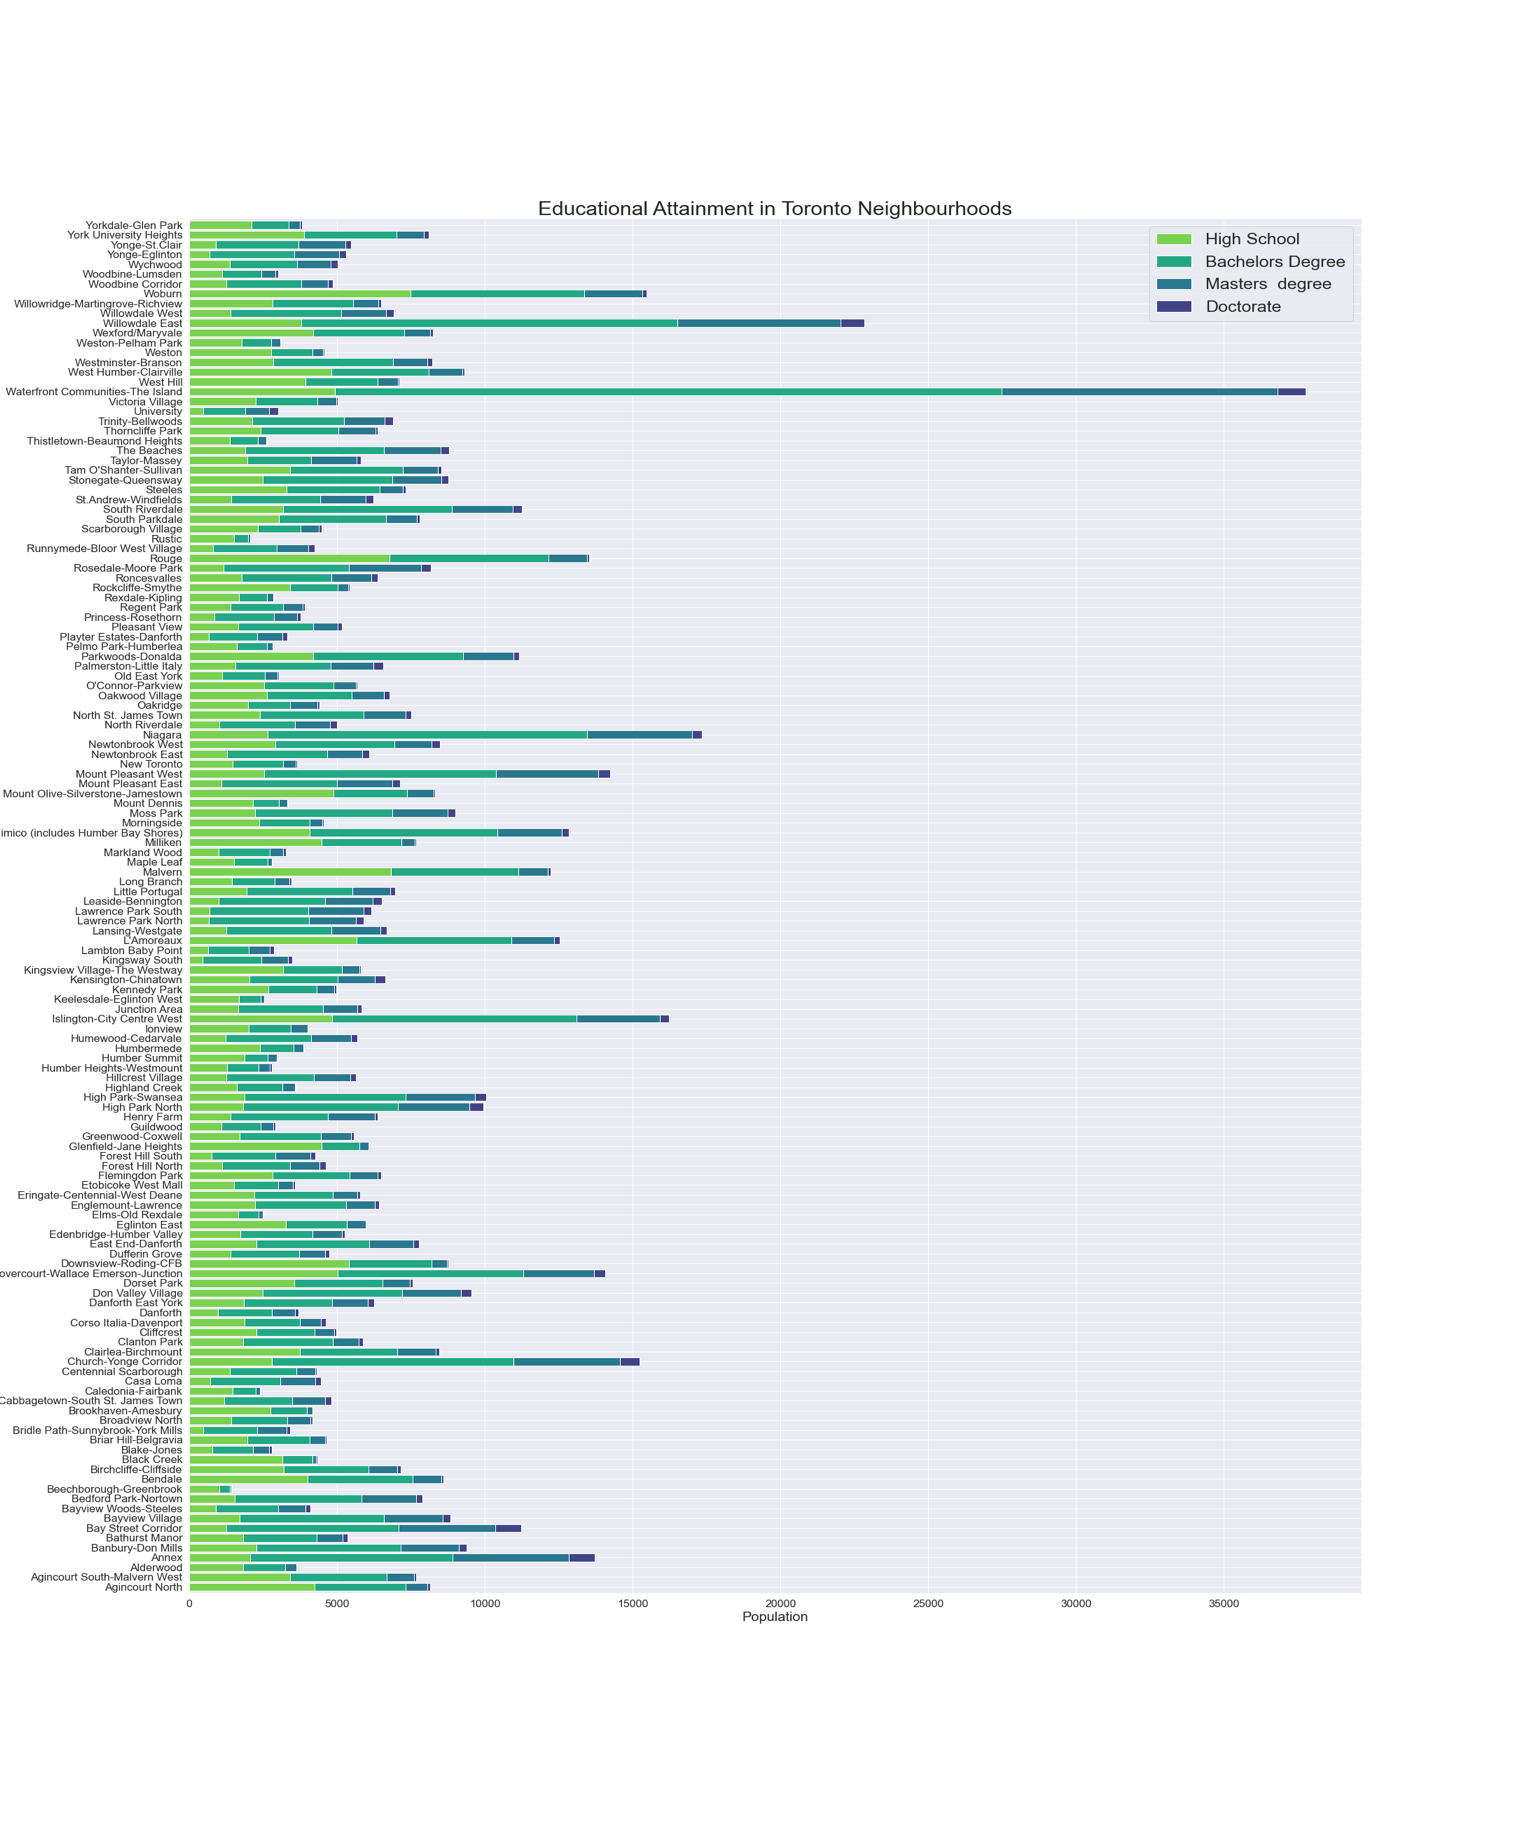 Educational Attainment in Toronto Neighbourhoods
High School
Bachelors Degree
Masters  degree
Doctorate
Yorkdale-Glen Park
York University Heights
Yonge-St.Clair
Yonge-Eglinton
Wychwood
Woodbine-Lumsden
Woodbine Corridor
Woburn
Willowridge-Martingrove-Richview
Willowdale West
Willowdale East
Wexford/Maryvale
Weston-Pelham Park
Weston
Westminster-Branson
West Humber-Clairville
West Hill
Waterfront Communities-The Island
Victoria Village
University
Trinity-Bellwoods
Thorncliffe Park
Thistletown-Beaumond Heights
The Beaches
Taylor-Massey
Tam O'Shanter-Sullivan
Stonegate-Queensway
Steeles
St.Andrew-Windfields
South Riverdale
South Parkdale
Scarborough Village
Rustic
Runnymede-Bloor West Village
Rouge
Rosedale-Moore Park
Roncesvalles
Rockcliffe-Smythe
Rexdale-Kipling
Regent Park
Princess-Rosethorn
Pleasant View
Playter Estates-Danforth
Pelmo Park-Humberlea
Parkwoods-Donalda
Palmerston-Little Italy
Old East York
O'Connor-Parkview
Oakwood Village
Oakridge
North St. James Town
North Riverdale
Niagara
Newtonbrook West
Newtonbrook East
New Toronto
Mount Pleasant West
Mount Pleasant East
Mount Olive-Silverstone-Jamestown
Mount Dennis
Moss Park
Morningside
imico (includes Humber Bay Shores)
Milliken
Markland Wood
Maple Leaf
Malvern
Long Branch
Little Portugal
Leaside-Bennington
Lawrence Park South
Lawrence Park North
Lansing-Westgate
L'Amoreaux
Lambton Baby Point
Kingsway South
Kingsview Village-The Westway
Kensington-Chinatown
Kennedy Park
Keelesdale-Eglinton West
Junction Area
Islington-City Centre West
Ionview
Humewood-Cedarvale
Humbermede
Humber Summit
Humber Heights-Westmount
Hillcrest Village
Highland Creek
High Park-Swansea
High Park North
Henry Farm
Guildwood
Greenwood-Coxwell
Glenfield-Jane Heights
Forest Hill South
Forest Hill North
Flemingdon Park
Etobicoke West Mall
Eringate-Centennial-West Deane
Englemount-Lawrence
Elms-Old Rexdale
Eglinton East
Edenbridge-Humber Valley
East End-Danforth
Dufferin Grove
Downsview-Roding-CFB
overcourt-Wallace Emerson-Junction
Dorset Park
Don Valley Village
Danforth East York
Danforth
Corso Italia-Davenport
Cliffcrest
Clanton Park
Clairlea-Birchmount
Church-Yonge Corridor
Centennial Scarborough
Casa Loma
Caledonia-Fairbank
Cabbagetown-South St. James Town
Brookhaven-Amesbury
Broadview North
Bridle Path-Sunnybrook-York Mills
Briar Hill-Belgravia
Blake-Jones
Black Creek
Birchcliffe-Cliffside
Bendale
Beechborough-Greenbrook
Bedford Park-Nortown
Bayview Woods-Steeles
Bayview Village
Bay Street Corridor
Bathurst Manor
Banbury-Don Mills
Annex
Alderwood
Agincourt South-Malvern West
Agincourt North
0 5000 10000 15000 20000 25000 30000 35000
Population